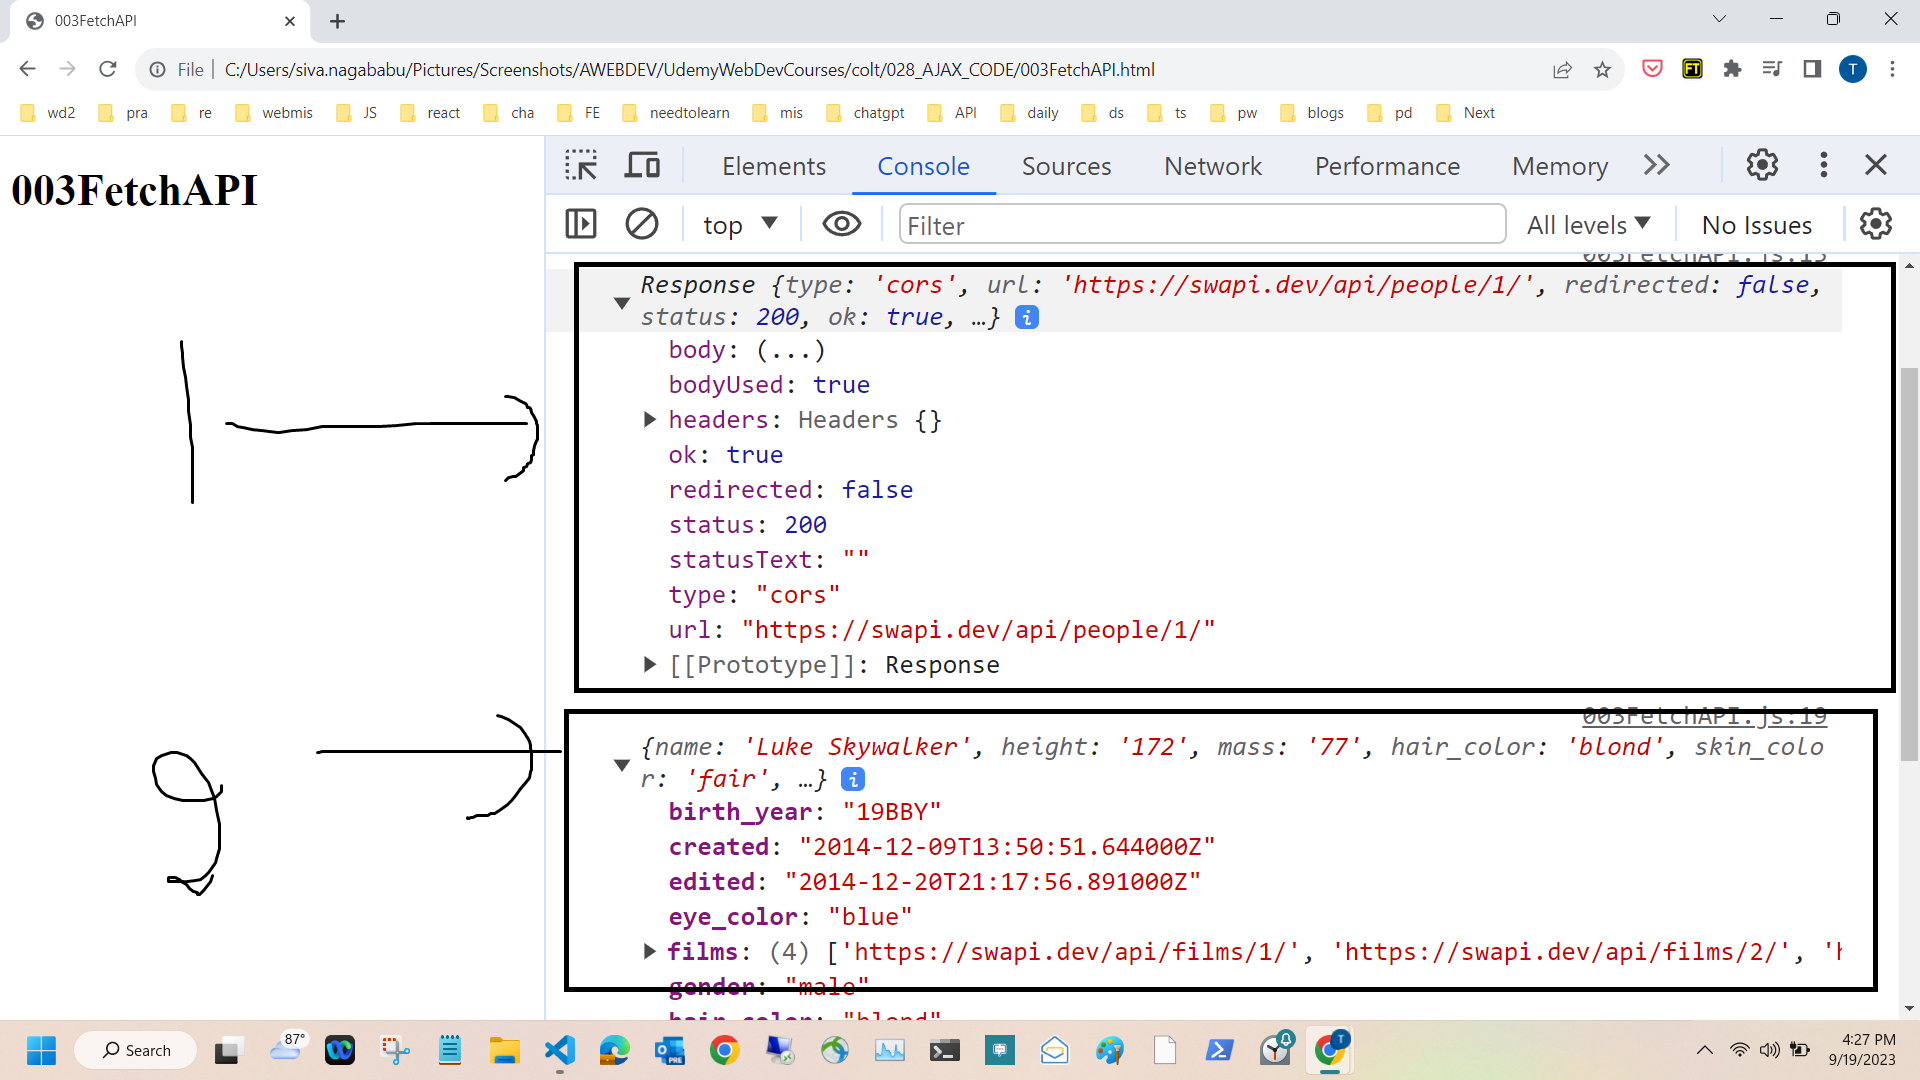 003FetchAPI
File C:/Users/siva.nagababu/Pictures/Screenshots/AWEBDEV/UdemyWebDevCourses/colt/028_AJAX_CODE/003FetchAPI.html
FT
T
wd2 pra re webmis JS react cha FE needtolearn mis chatgpt API daily ds ts pw blogs pd Next
003FetchAPI
Elements Console Sources Network Performance Memory
top Filter All levels No Issues
003FetchAPI.js:15
Response {type: 'cors', url: 'https://swapi.dev/api/people/1/', redirected: false,
status: 200, ok: true, …}
body: (...)
bodyUsed: true
headers: Headers {}
ok: true
redirected: false
status: 200
statusText: ""
type: "cors"
url: "https://swapi.dev/api/people/1/"
[[Prototype]]: Response
003FetchAPI.js:19
{name: 'Luke Skywalker', height: '172', mass: '77', hair_color: 'blond', skin_colo
r: 'fair', …}
birth_year: "19BBY"
created: "2014-12-09T13:50:51.644000Z"
edited: "2014-12-20T21:17:56.891000Z"
eye_color: "blue"
films: (4) ['https://swapi.dev/api/films/1/', 'https://swapi.dev/api/films/2/', 'h
gender: "male"
hair_color: "blond"
Search
87°
PRE
T
4:27 PM
9/19/2023